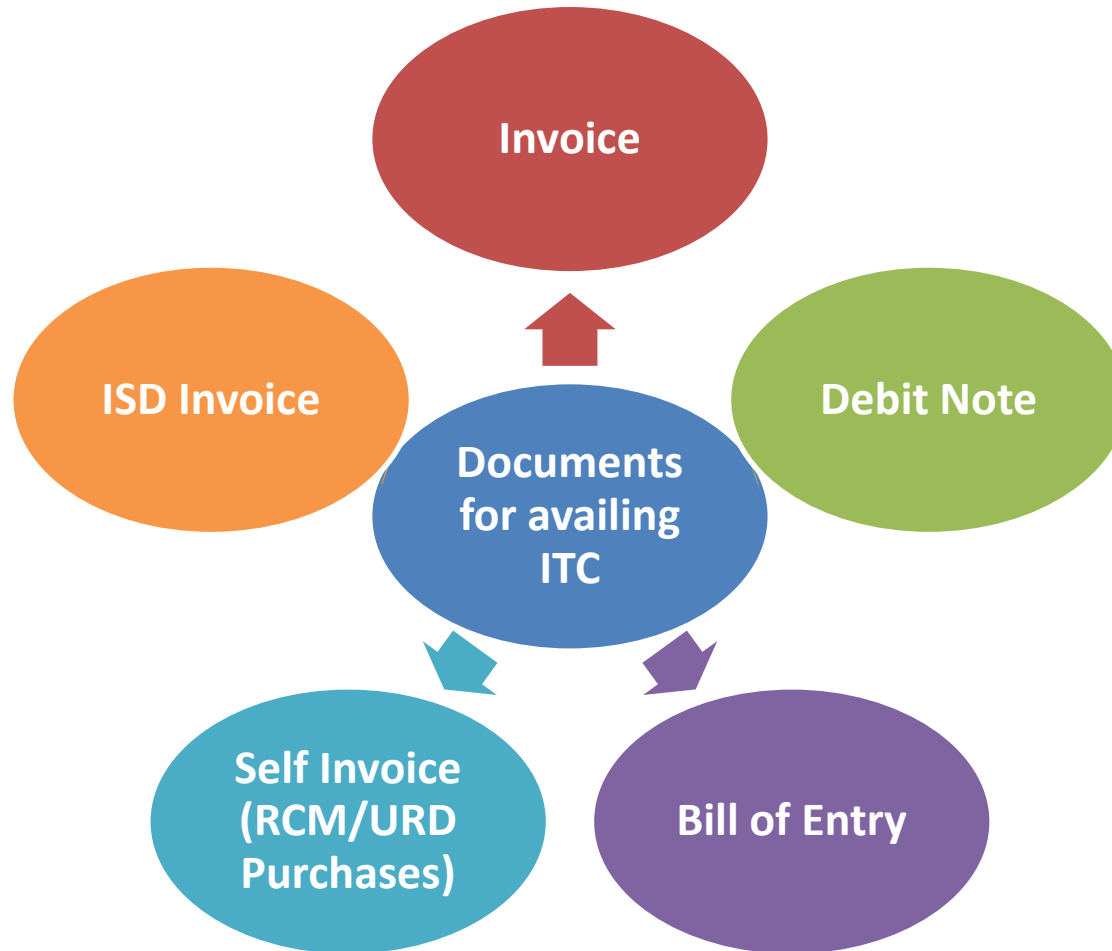 Invoice
ISD Invoice
Debit Note
Documents
for availing
ITC
Self Invoice
(RCM/URD
Purchases)
Bill of Entry